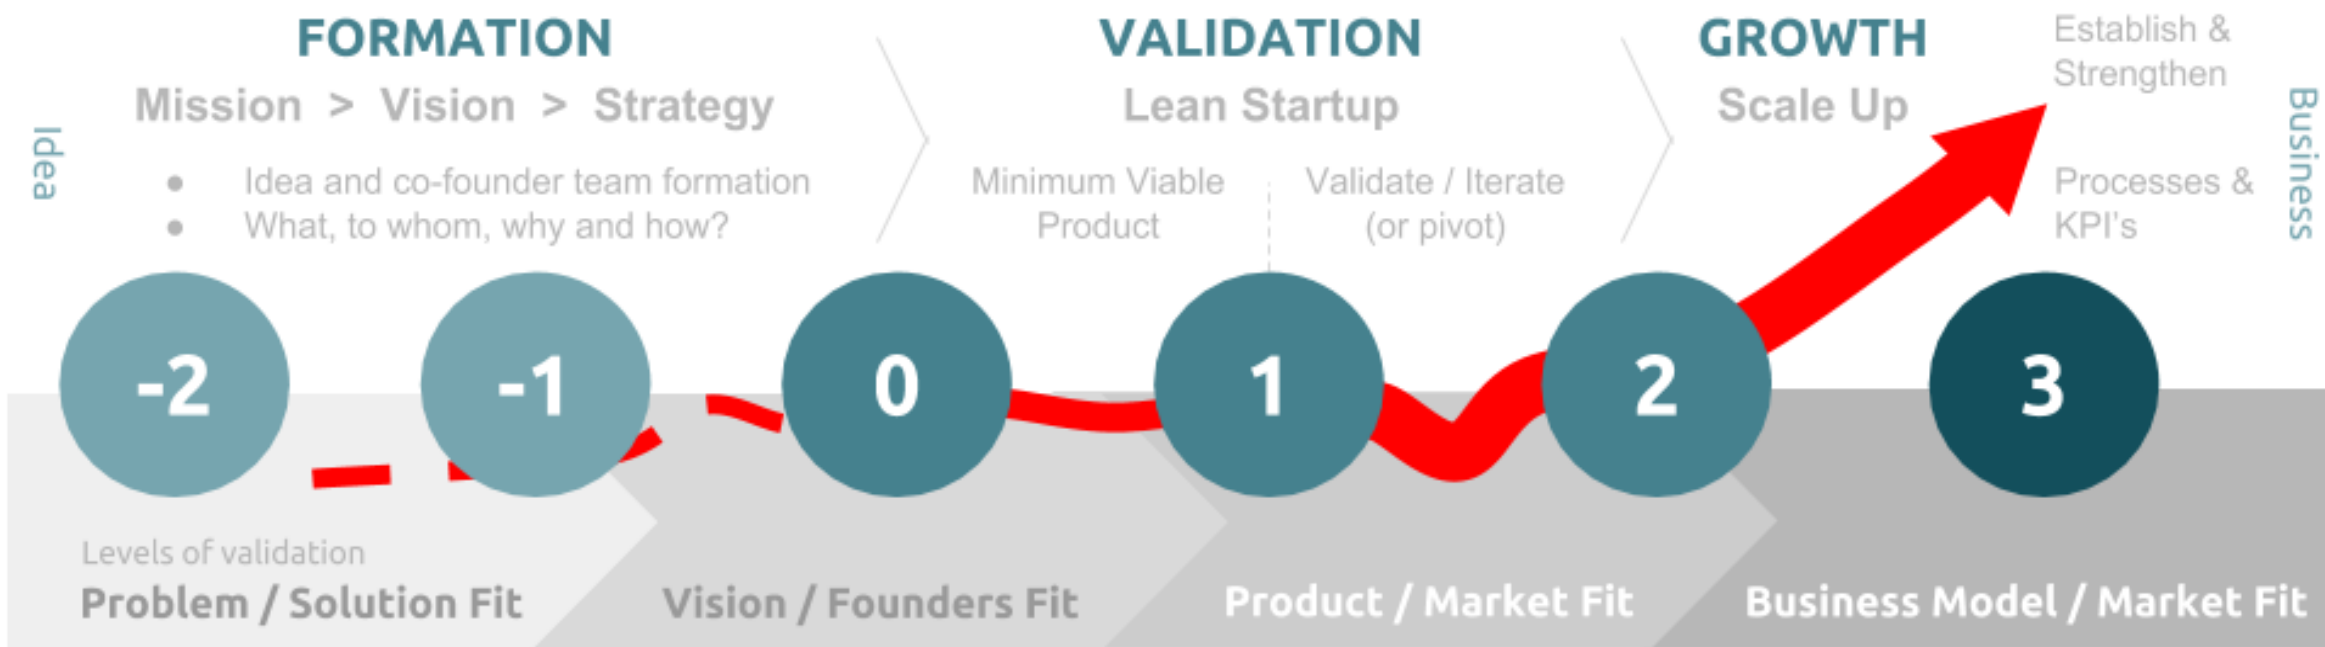 FORMATION
Mission > Vision > Strategy
● Idea and co-founder team formation
● What, to whom, why and how?
VALIDATION
Lean Startup
Minimum Viable
Product
Validate / Iterate
(or pivot)
GROWTH
Scale Up
Establish &
Strengthen
Processes &
KPI's
Idea
Business
-2
-1
0
1
2
3
Levels of validation
Problem / Solution Fit
Vision / Founders Fit
Product / Market Fit
Business Model / Market Fit